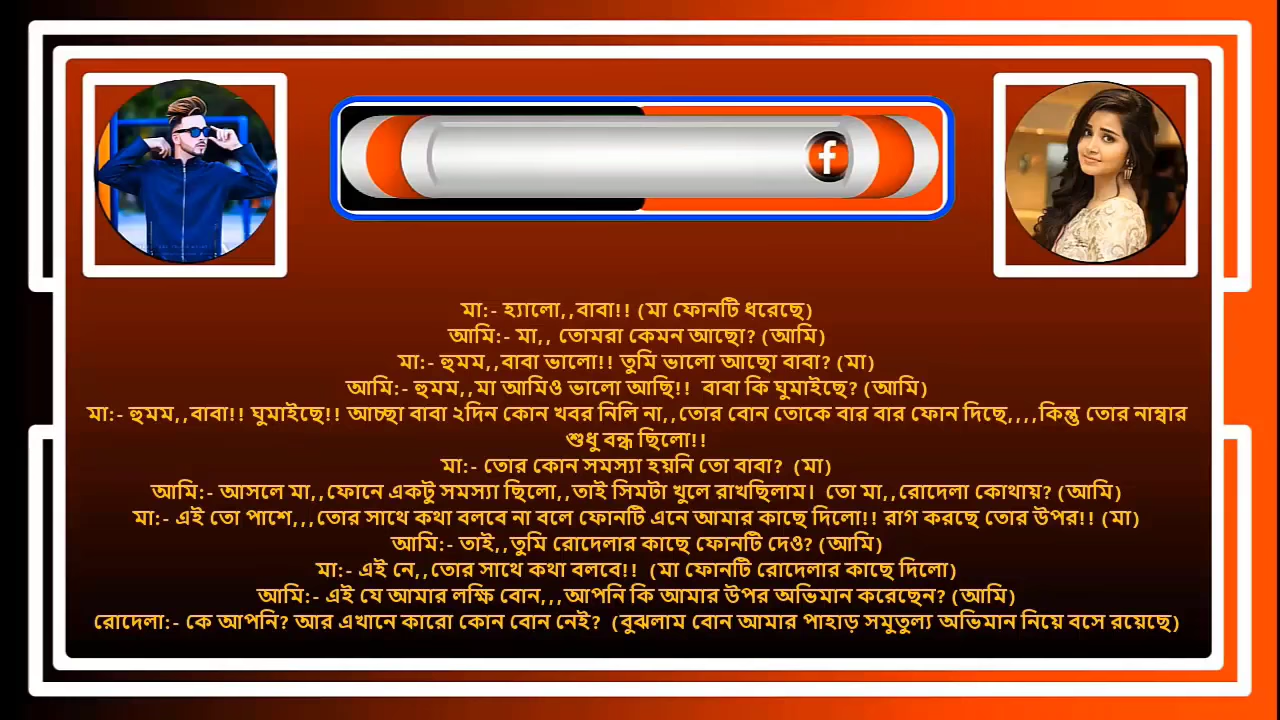 মা:- হ্যালো,,বাবা!! (মা ফোনটি ধরেছে)
আমি:- মা,, তোমরা কেমন আছো? (আমি)
মা:- হুমম,,বাবা ভালো!! তুমি ভালো আছো বাবা? (মা)
আমি:- হুমম,,মা আমিও ভালো আছি!! বাবা কি ঘুমাইছে? (আমি)
মা:- হুমম,,বাবা!! ঘুমাইছে!! আচ্ছা বাবা ২দিন কোন খবর নিলি না,,তোর বোন তোকে বার বার ফোন দিছে,,,,কিন্তু তোর নাম্বার
শুধু বন্ধ ছিলো!!
মা:- তোর কোন সমস্যা হয়নি তো বাবা? (মা)
আমি:- আসলে মা,,ফোনে একটু সমস্যা ছিলো,,তাই সিমটা খুলে রাখছিলাম। তো মা,,রোদেলা কোথায়? (আমি)
মা:- এই তো পাশে,,,তোর সাথে কথা বলবে না বলে ফোনটি এনে আমার কাছে দিলো!! রাগ করছে তোর উপর!! (মা)
আমি:- তাই,,তুমি রোদেলার কাছে ফোনটি দেও? (আমি)
মা:- এই নে,,তোর সাথে কথা বলবে!! (মা ফোনটি রোদেলার কাছে দিলো)
আমি:- এই যে আমার লক্ষি বোন,,,আপনি কি আমার উপর অভিমান করেছেন? (আমি)
রোদেলা:- কে আপনি? আর এখানে কারো কোন বোন নেই? (বুঝলাম বোন আমার পাহাড় সমুতুল্য অভিমান নিয়ে বসে রয়েছে)